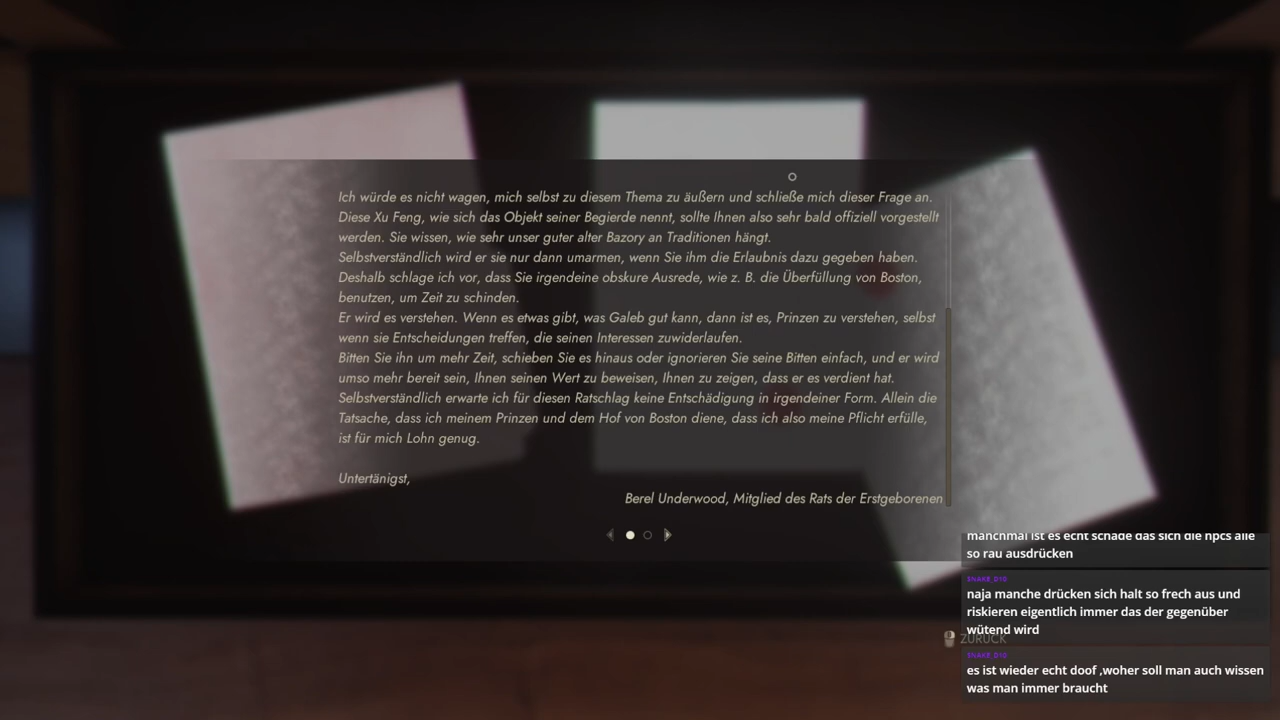 Ich würde es nicht wagen, mich selbst zu diesem Thema zu äußern und schließe mich dieser Frage an.
Diese Xu Feng, wie sich das Objekt seiner Begierde nennt, sollte Ihnen also sehr bald offiziell vorgestellt
werden. Sie wissen, wie sehr unser guter alter Bazory an Traditionen hängt.
Selbstverständlich wird er sie nur dann umarmen, wenn Sie ihm die Erlaubnis dazu gegeben haben.
Deshalb schlage ich vor, dass Sie irgendeine obskure Ausrede, wie z. B. die Überfüllung von Boston,
benutzen, um Zeit zu schinden.
Er wird es verstehen. Wenn es etwas gibt, was Galeb gut kann, dann ist es, Prinzen zu verstehen, selbst
wenn sie Entscheidungen treffen, die seinen Interessen zuwiderlaufen.
Bitten Sie ihn um mehr Zeit, schieben Sie es hinaus oder ignorieren Sie seine Bitten einfach, und er wird
umso mehr bereit sein, Ihnen seinen Wert zu beweisen, Ihnen zu zeigen, dass er es verdient hat.
Selbstverständlich erwarte ich für diesen Ratschlag keine Entschädigung in irgendeiner Form. Allein die
Tatsache, dass ich meinem Prinzen und dem Hof von Boston diene, dass ich also meine Pflicht erfülle,
ist für mich Lohn genug.
Untertänigst,
Berel Underwood, Mitglied des Rats der Erstgeborenen
manchmal ist es echt schade das sich die npcs alle
so rau ausdrücken
SNAKE_D10
naja manche drücken sich halt so frech aus und
riskieren eigentlich immer das der gegenüber
wütend wird
ZURÜCK
SNAKE_D10
es ist wieder echt doof ,woher soll man auch wissen
was man immer braucht